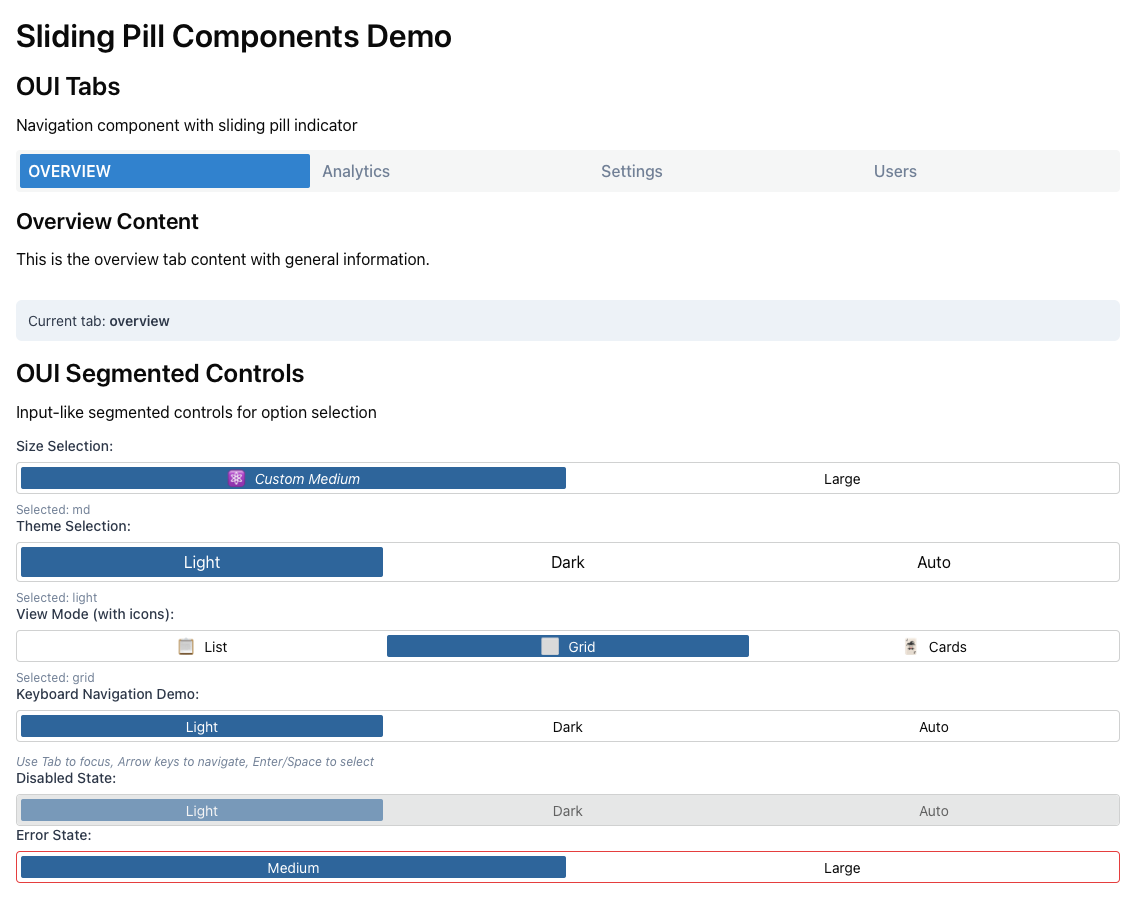 Sliding Pill Components Demo
OUI Tabs
Navigation component with sliding pill indicator
OVERVIEW Analytics Settings Users
Overview Content
This is the overview tab content with general information.
Current tab: overview
OUI Segmented Controls
Input-like segmented controls for option selection
Size Selection:
Custom Medium Large
Selected: md
Theme Selection:
Light Dark Auto
Selected: light
View Mode (with icons):
List Grid Cards
Selected: grid
Keyboard Navigation Demo:
Light Dark Auto
Use Tab to focus, Arrow keys to navigate, Enter/Space to select
Disabled State:
Light Dark Auto
Error State:
Medium Large